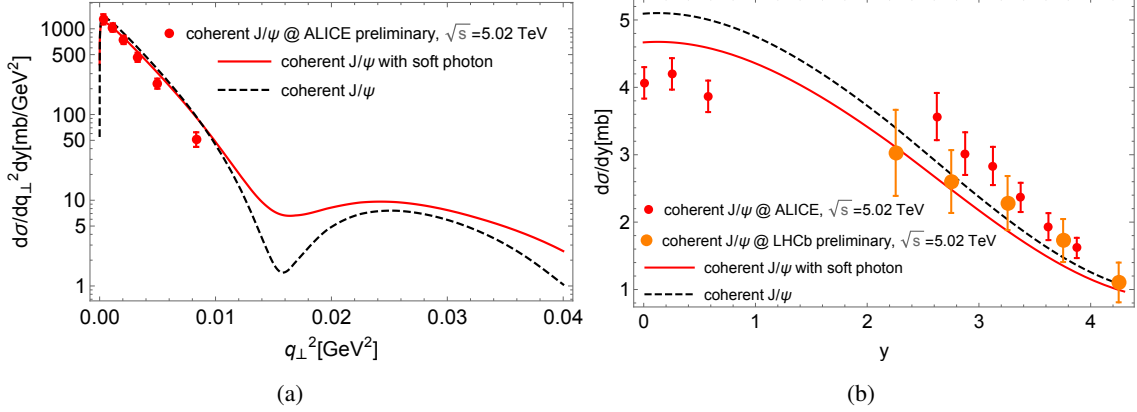 coherent J/ψ @ ALICE preliminary, √s =5.02 TeV
coherent J/ψ with soft photon
coherent J/ψ
dσ/dq⊥²dy[mb/GeV²]
1000
500
100
50
10
5
1
0.00
0.01
0.02
0.03
0.04
q⊥²[GeV²]
(a)
dσ/dy[mb]
5
4
3
2
1
coherent J/ψ @ ALICE, √s =5.02 TeV
coherent J/ψ @ LHCb preliminary, √s =5.02 TeV
coherent J/ψ with soft photon
coherent J/ψ
0
1
2
3
4
y
(b)